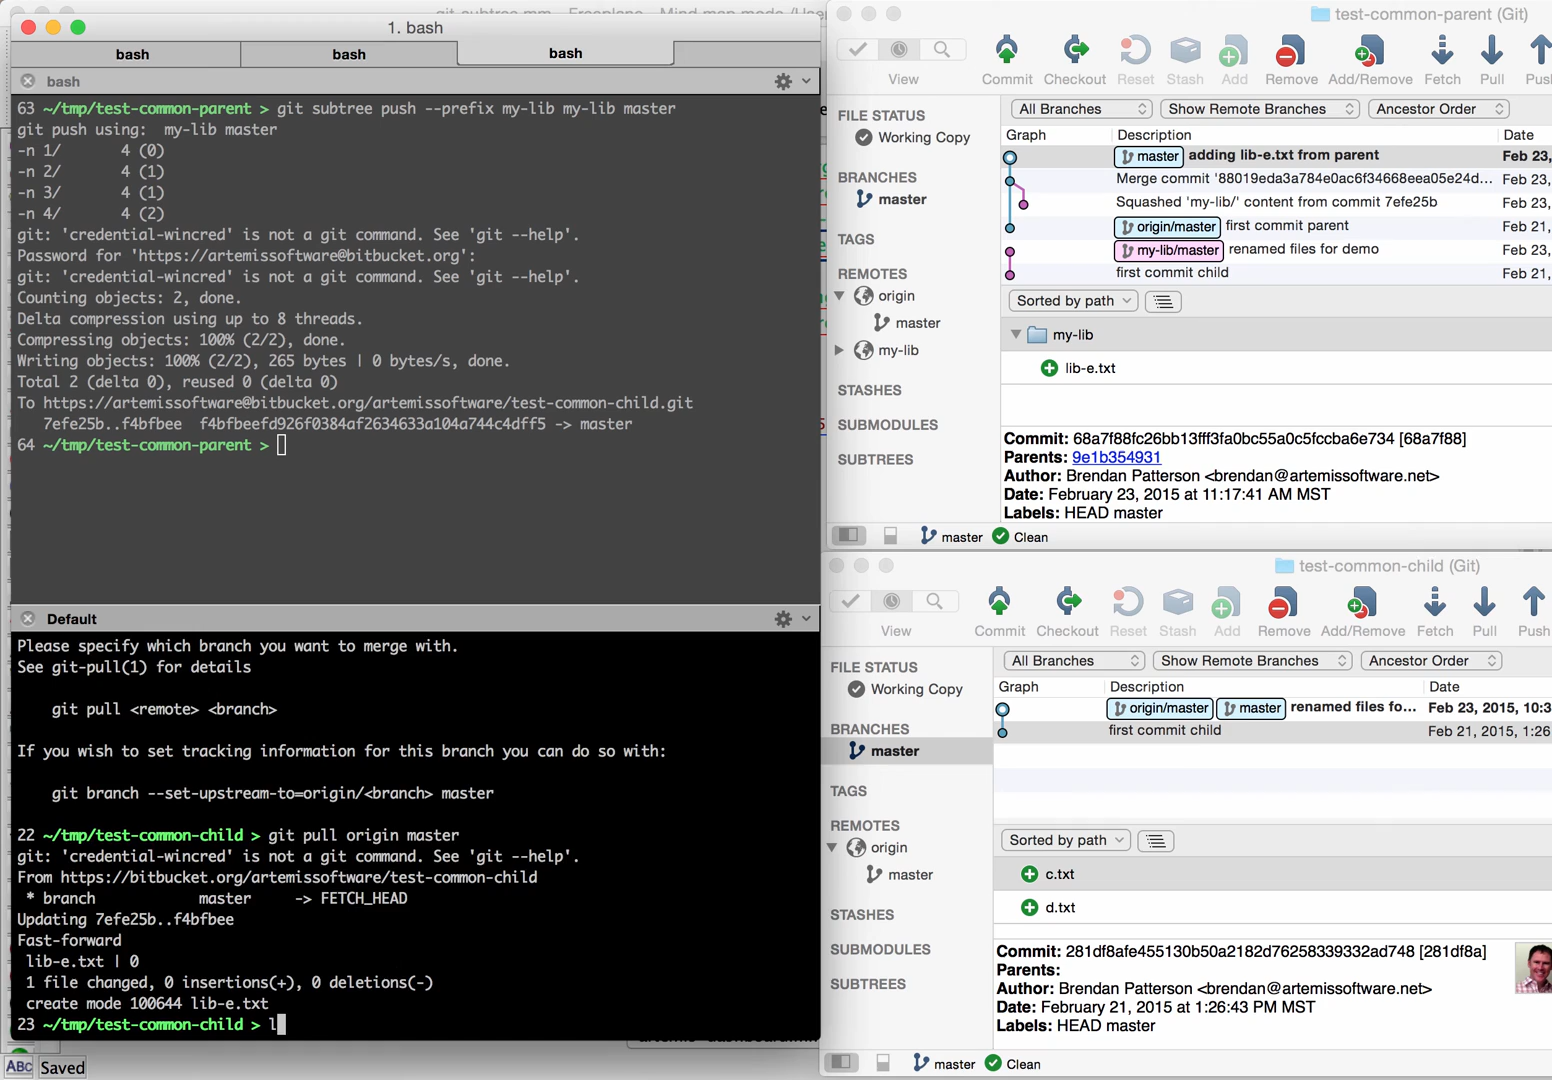 git-subtree.mm - Freeplane - Mind map mode /User
1. bash
bash
bash
bash
bash
63 ~/tmp/test-common-parent > git subtree push --prefix my-lib my-lib master
git push using:  my-lib master
-n 1/       4 (0)
-n 2/       4 (1)
-n 3/       4 (1)
-n 4/       4 (2)
git: 'credential-wincred' is not a git command. See 'git --help'.
Password for 'https://artemissoftware@bitbucket.org':
git: 'credential-wincred' is not a git command. See 'git --help'.
Counting objects: 2, done.
Delta compression using up to 8 threads.
Compressing objects: 100% (2/2), done.
Writing objects: 100% (2/2), 265 bytes | 0 bytes/s, done.
Total 2 (delta 0), reused 0 (delta 0)
To https://artemissoftware@bitbucket.org/artemissoftware/test-common-child.git
   7efe25b..f4bfbee  f4bfbeefd926f0384af2634633a104a744c4dff5 -> master
64 ~/tmp/test-common-parent >
Default
Please specify which branch you want to merge with.
See git-pull(1) for details
git pull <remote> <branch>
If you wish to set tracking information for this branch you can do so with:
git branch --set-upstream-to=origin/<branch> master
22 ~/tmp/test-common-child > git pull origin master
git: 'credential-wincred' is not a git command. See 'git --help'.
From https://bitbucket.org/artemissoftware/test-common-child
 * branch            master     -> FETCH_HEAD
Updating 7efe25b..f4bfbee
Fast-forward
 lib-e.txt | 0
 1 file changed, 0 insertions(+), 0 deletions(-)
 create mode 100644 lib-e.txt
23 ~/tmp/test-common-child > l
ABC Saved
test-common-parent (Git)
View Commit Checkout Reset Stash Add Remove Add/Remove Fetch Pull Push
FILE STATUS
Working Copy
BRANCHES
master
TAGS
REMOTES
origin
master
my-lib
STASHES
SUBMODULES
SUBTREES
All Branches Show Remote Branches Ancestor Order
Graph Description Date
master adding lib-e.txt from parent Feb 23,
Merge commit '88019eda3a784e0ac6f34668eea05e24d... Feb 23,
Squashed 'my-lib/' content from commit 7efe25b Feb 23,
origin/master first commit parent Feb 21,
my-lib/master renamed files for demo Feb 23,
first commit child Feb 21,
Sorted by path
my-lib
lib-e.txt
Commit: 68a7f88fc26bb13fff3fa0bc55a0c5fccba6e734 [68a7f88]
Parents: 9e1b354931
Author: Brendan Patterson <brendan@artemissoftware.net>
Date: February 23, 2015 at 11:17:41 AM MST
Labels: HEAD master
master Clean
test-common-child (Git)
View Commit Checkout Reset Stash Add Remove Add/Remove Fetch Pull Push
FILE STATUS
Working Copy
BRANCHES
master
TAGS
REMOTES
origin
master
STASHES
SUBMODULES
SUBTREES
All Branches Show Remote Branches Ancestor Order
Graph Description Date
origin/master master renamed files fo... Feb 23, 2015, 10:3
first commit child Feb 21, 2015, 1:26
Sorted by path
c.txt
d.txt
Commit: 281df8afe455130b50a2182d76258339332ad748 [281df8a]
Parents:
Author: Brendan Patterson <brendan@artemissoftware.net>
Date: February 21, 2015 at 1:26:43 PM MST
Labels: HEAD master
master Clean